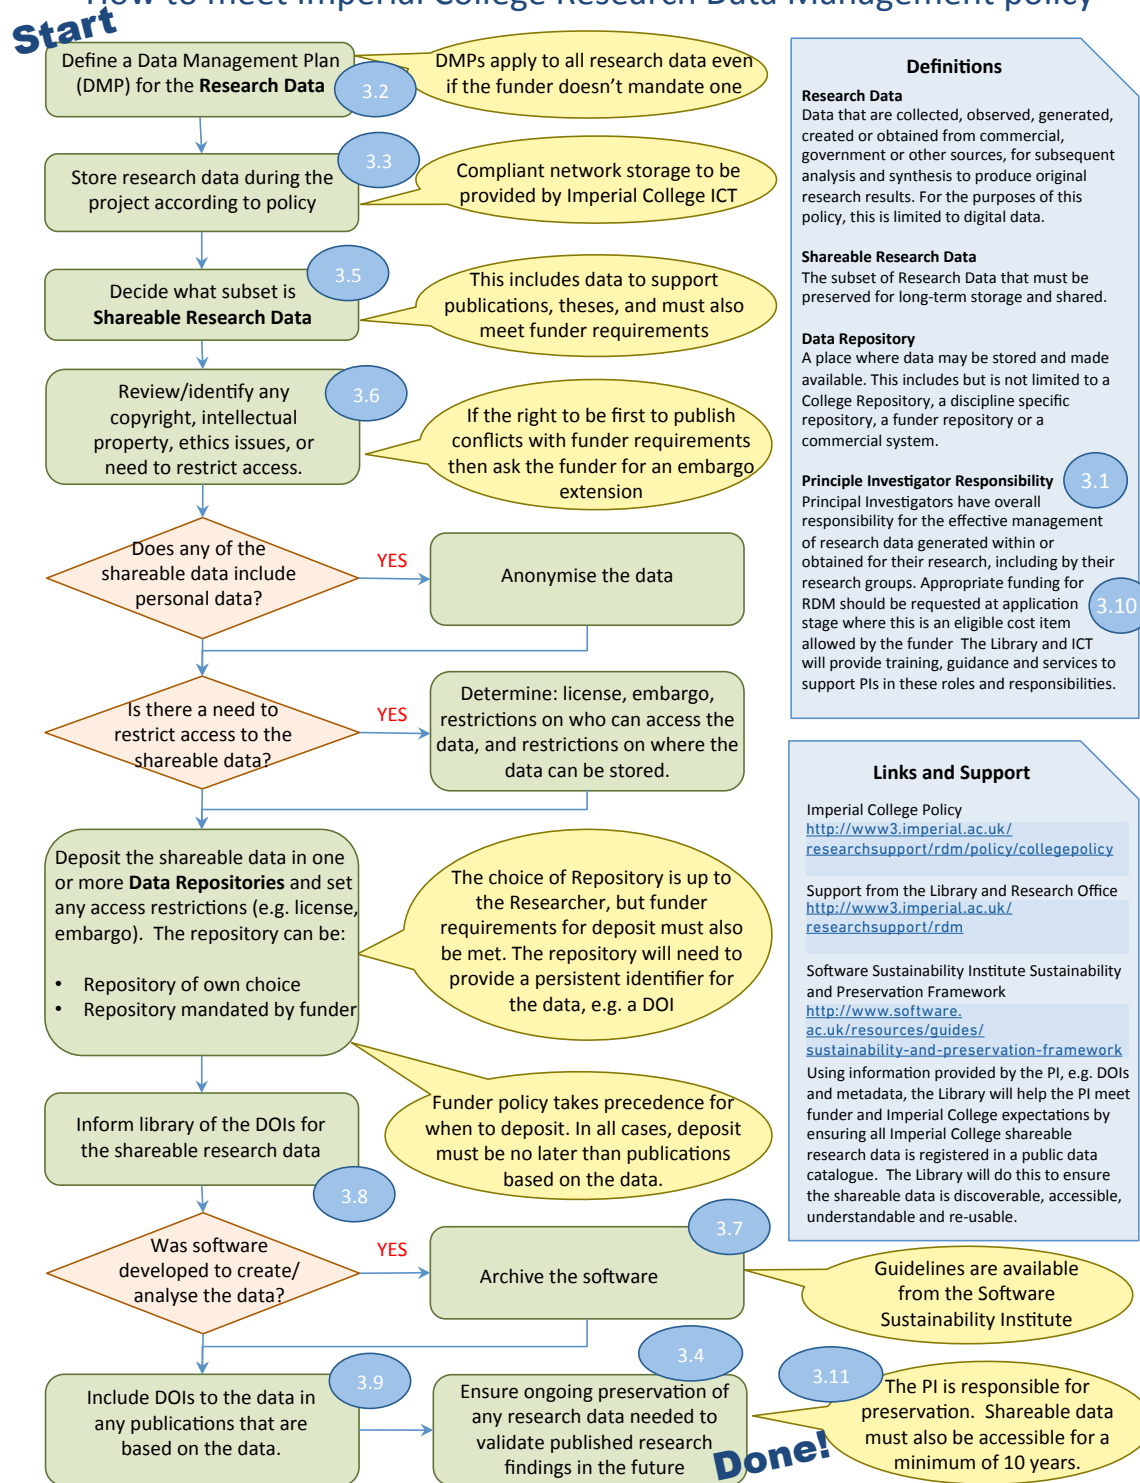 How to meet Imperial College Research Data Management policy
Start
Define a Data Management Plan
(DMP) for the Research Data
3.2
DMPs apply to all research data even
if the funder doesn't mandate one
Store research data during the
project according to policy
3.3
Compliant network storage to be
provided by Imperial College ICT
Decide what subset is
Shareable Research Data
3.5
This includes data to support
publications, theses, and must also
meet funder requirements
Review/identify any
copyright, intellectual
property, ethics issues, or
need to restrict access.
3.6
If the right to be first to publish
conflicts with funder requirements
then ask the funder for an embargo
extension
Does any of the
shareable data include
personal data?
YES
Anonymise the data
Is there a need to
restrict access to the
shareable data?
YES
Determine: license, embargo,
restrictions on who can access the
data, and restrictions on where the
data can be stored.
Deposit the shareable data in one
or more Data Repositories and set
any access restrictions (e.g. license,
embargo).  The repository can be:
• Repository of own choice
• Repository mandated by funder
The choice of Repository is up to
the Researcher, but funder
requirements for deposit must also
be met. The repository will need to
provide a persistent identifier for
the data, e.g. a DOI
Funder policy takes precedence for
when to deposit. In all cases, deposit
must be no later than publications
based on the data.
Inform library of the DOIs for
the shareable research data
3.8
Was software
developed to create/
analyse the data?
YES
Archive the software
3.7
Guidelines are available
from the Software
Sustainability Institute
Include DOIs to the data in
any publications that are
based on the data.
3.9
Ensure ongoing preservation of
any research data needed to
validate published research
findings in the future
3.4
Done!
3.11
The PI is responsible for
preservation.  Shareable data
must also be accessible for a
minimum of 10 years.
Definitions
Research Data
Data that are collected, observed, generated,
created or obtained from commercial,
government or other sources, for subsequent
analysis and synthesis to produce original
research results. For the purposes of this
policy, this is limited to digital data.
Shareable Research Data
The subset of Research Data that must be
preserved for long-term storage and shared.
Data Repository
A place where data may be stored and made
available. This includes but is not limited to a
College Repository, a discipline specific
repository, a funder repository or a
commercial system.
Principle Investigator Responsibility
3.1
Principal Investigators have overall
responsibility for the effective management
of research data generated within or
obtained for their research, including by their
research groups. Appropriate funding for
RDM should be requested at application
stage where this is an eligible cost item
allowed by the funder  The Library and ICT
will provide training, guidance and services to
support PIs in these roles and responsibilities.
3.10
Links and Support
Imperial College Policy
http://www3.imperial.ac.uk/
researchsupport/rdm/policy/collegepolicy
Support from the Library and Research Office
http://www3.imperial.ac.uk/
researchsupport/rdm
Software Sustainability Institute Sustainability
and Preservation Framework
http://www.software.
ac.uk/resources/guides/
sustainability-and-preservation-framework
Using information provided by the PI, e.g. DOIs
and metadata, the Library will help the PI meet
funder and Imperial College expectations by
ensuring all Imperial College shareable
research data is registered in a public data
catalogue.  The Library will do this to ensure
the shareable data is discoverable, accessible,
understandable and re-usable.